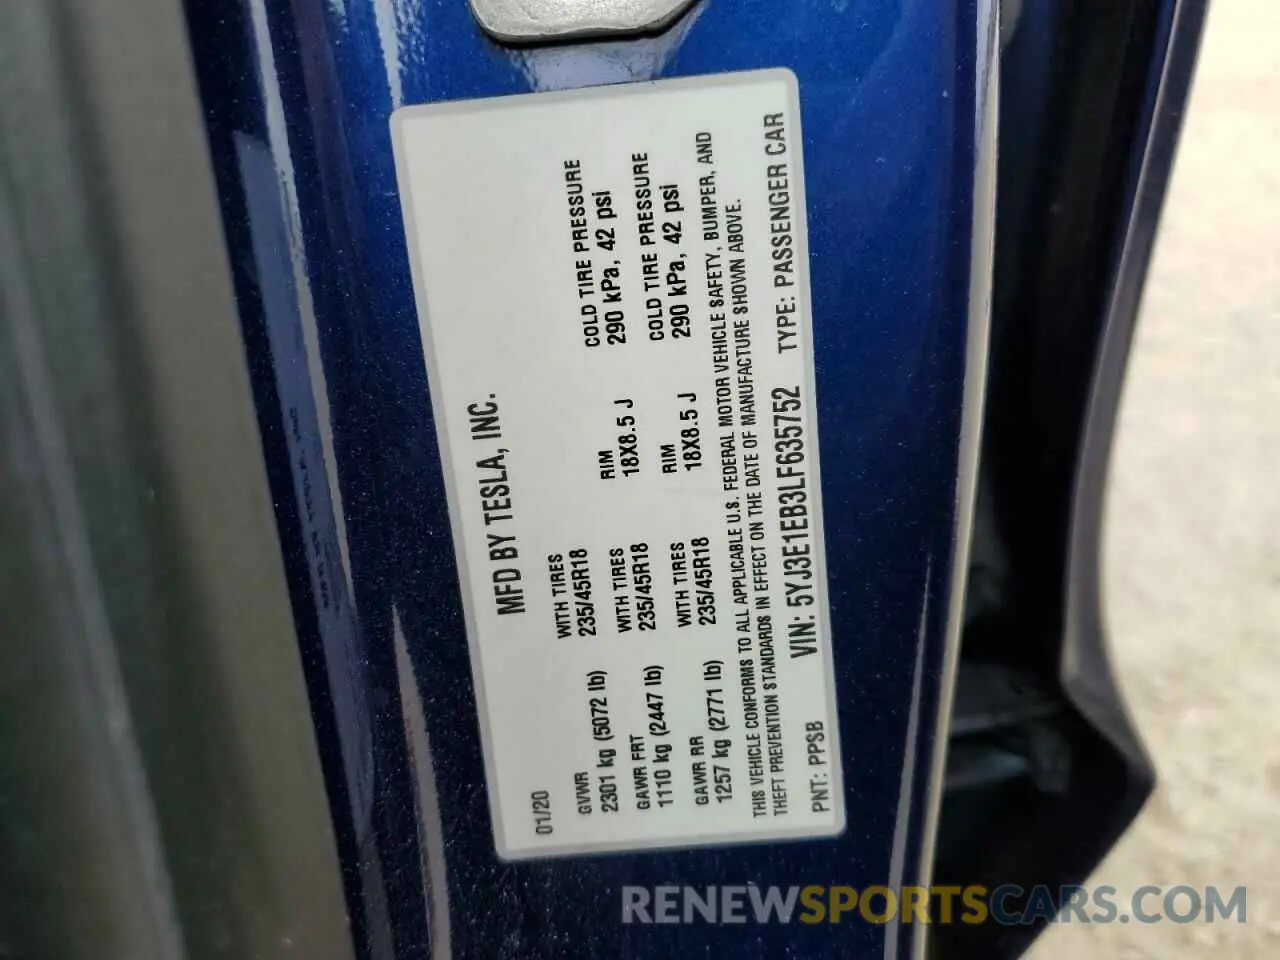 MFD BY TESLA, INC.
01/20
GVWR
2301 kg (5072 lb)
WITH TIRES
235/45R18
COLD TIRE PRESSURE
290 kPa, 42 psi
GAWR FRT
1110 kg (2447 lb)
WITH TIRES
235/45R18
RIM
18X8.5 J
COLD TIRE PRESSURE
290 kPa, 42 psi
GAWR RR
1257 kg (2771 lb)
WITH TIRES
235/45R18
RIM
18X8.5 J
THIS VEHICLE CONFORMS TO ALL APPLICABLE U.S. FEDERAL MOTOR VEHICLE SAFETY, BUMPER, AND
THEFT PREVENTION STANDARDS IN EFFECT ON THE DATE OF MANUFACTURE SHOWN ABOVE.
PNT: PPSB VIN: 5YJ3E1EB3LF635752 TYPE: PASSENGER CAR
RENEWSPORTSCARS.COM